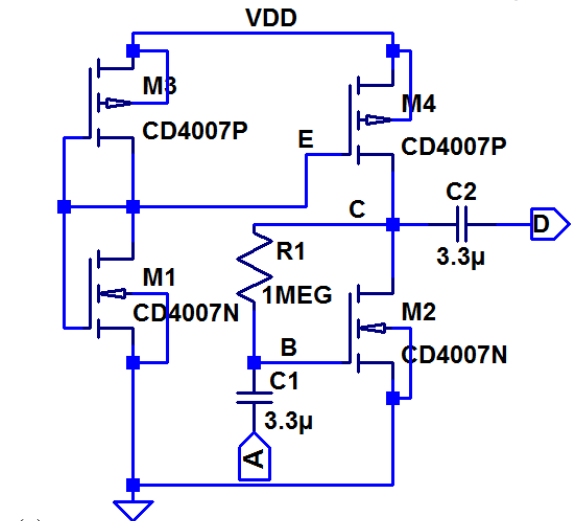 VDD
M3
M4
CD4007P
CD4007P
E
C2
C
D
R1
3.3µ
M1
1MEG
CD4007N
M2
B
CD4007N
C1
3.3µ
A